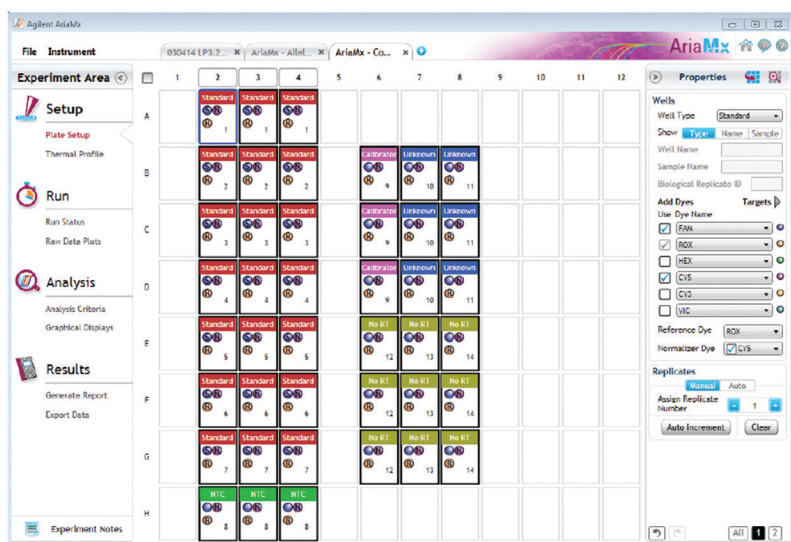 Agilent AriaMx
File Instrument
030414 LP3.2... AriaMx - Allel... AriaMx - Co...
AriaMx
Experiment Area
Setup
Plate Setup
Thermal Profile
Run
Run Status
Raw Data Plots
Analysis
Analysis Criteria
Graphical Displays
Results
Generate Report
Export Data
Experiment Notes
1 2 3 4 5 6 7 8 9 10 11 12
A
Standard Standard Standard
S N S N S N
R 1 R 1 R 1
B
Standard Standard Standard Calibrator Unknown Unknown
S N S N S N N N N
R 2 R 2 R 2 R 9 R 10 R 11
C
Standard Standard Standard Calibrator Unknown Unknown
S N S N S N N N N
R 3 R 3 R 3 R 9 R 10 R 11
D
Standard Standard Standard Calibrator Unknown Unknown
S N S N S N N N N
R 4 R 4 R 4 R 9 R 10 R 11
E
Standard Standard Standard No RT No RT No RT
S N S N S N N N N
R 5 R 5 R 5 R 12 R 13 R 14
F
Standard Standard Standard No RT No RT No RT
S N S N S N N N N
R 6 R 6 R 6 R 12 R 13 R 14
G
Standard Standard Standard No RT No RT No RT
S N S N S N N N N
R 7 R 7 R 7 R 12 R 13 R 14
H
NTC NTC NTC
N N N
R 8 R 8 R 8
Properties
Wells
Well Type Standard
Show Type Name Sample
Well Name
Sample Name
Biological Replicate ID
Add Dyes Targets
Use Dye Name
FAM
ROX
HEX
CY5
CY3
VIC
Reference Dye ROX
Normalizer Dye CY5
Replicates
Manual Auto
Assign Replicate
Number - 1 +
Auto Increment Clear
All 1 2